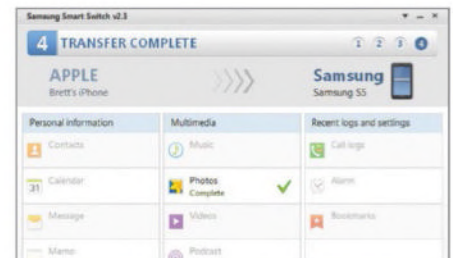 Samsung Smart Switch v2.3
4 TRANSFER COMPLETE 1 2 3 4
APPLE
Brett's iPhone
Samsung
Samsung S5
Personal information
Contacts
31 Calendar
Message
Memo
Multimedia
Music
Photos
Complete
Videos
Podcast
Recent logs and settings
Call logs
Alarm
Bookmarks